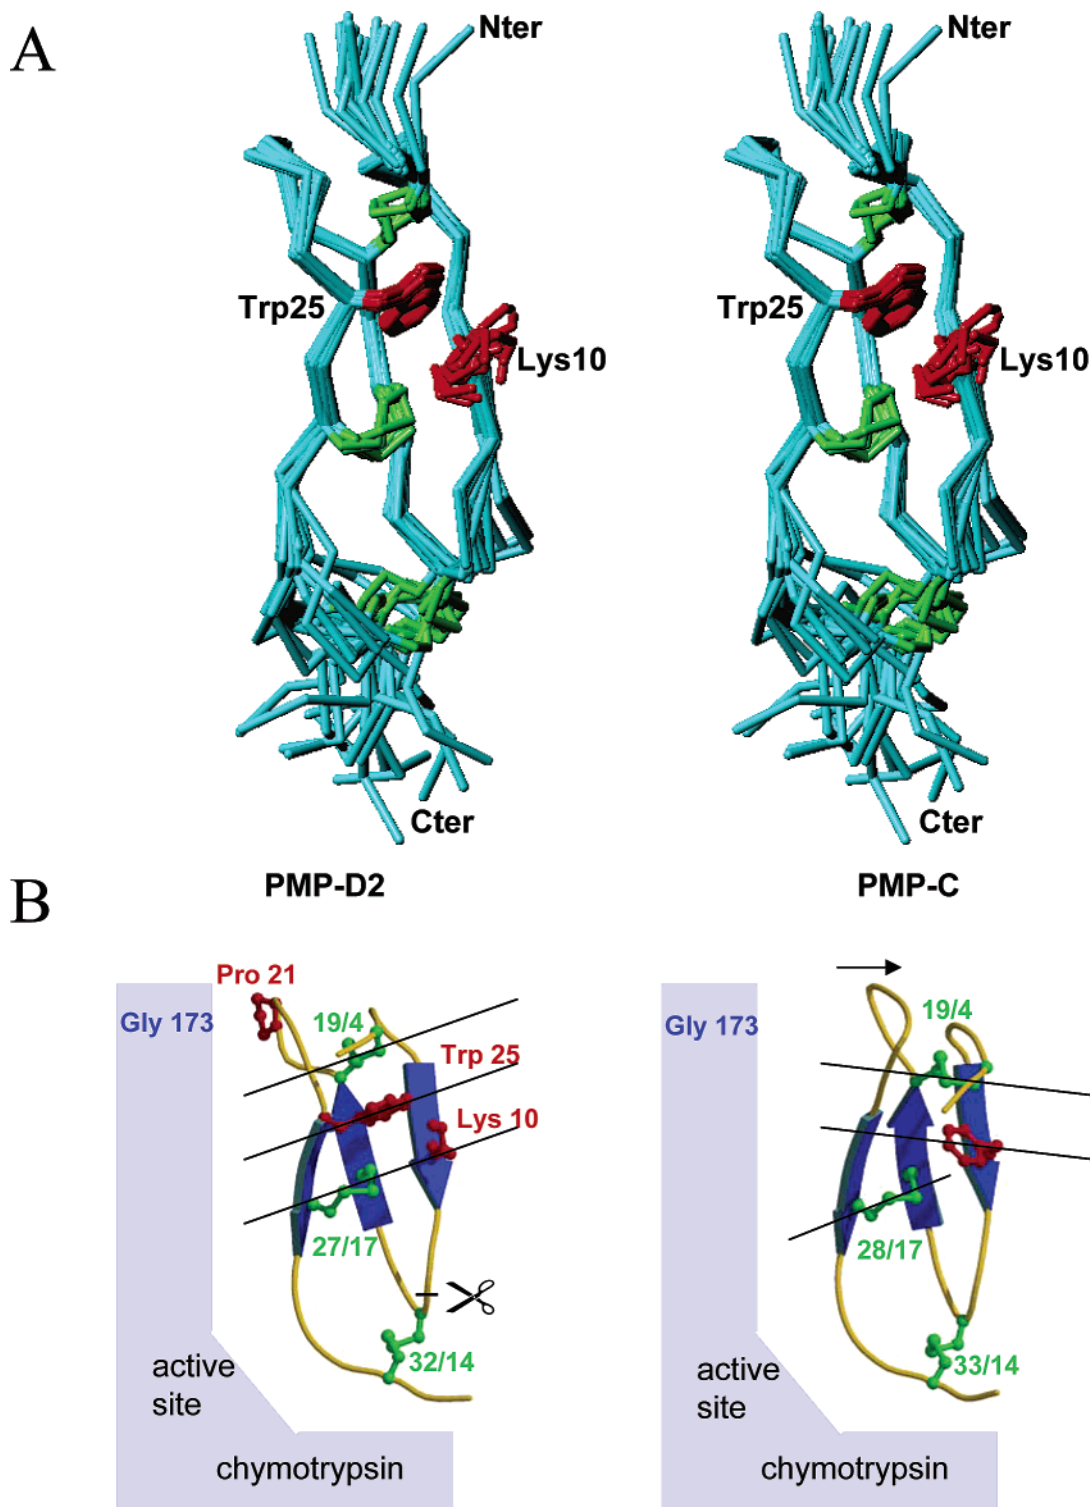 A
Nter
Nter
Trp25
Lys10
Trp25
Lys10
Cter
Cter
B
PMP-D2
PMP-C
Pro 21
Gly 173
19/4
Trp 25
Lys 10
27/17
32/14
active
site
chymotrypsin
Gly 173
19/4
28/17
33/14
active
site
chymotrypsin